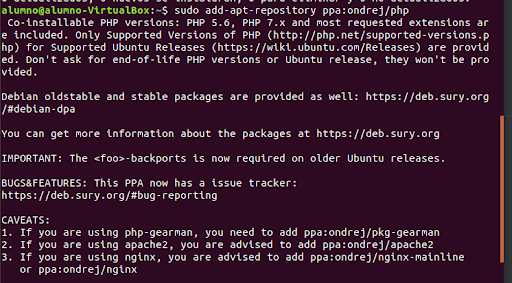 alumno@alumno-VirtualBox:~$ sudo add-apt-repository ppa:ondrej/php
 Co-installable PHP versions: PHP 5.6, PHP 7.x and most requested extensions ar
e included. Only Supported Versions of PHP (http://php.net/supported-versions.p
hp) for Supported Ubuntu Releases (https://wiki.ubuntu.com/Releases) are provid
ed. Don't ask for end-of-life PHP versions or Ubuntu release, they won't be pro
vided.

Debian oldstable and stable packages are provided as well: https://deb.sury.org
/#debian-dpa

You can get more information about the packages at https://deb.sury.org

IMPORTANT: The <foo>-backports is now required on older Ubuntu releases.

BUGS&FEATURES: This PPA now has a issue tracker:
https://deb.sury.org/#bug-reporting

CAVEATS:
1. If you are using php-gearman, you need to add ppa:ondrej/pkg-gearman
2. If you are using apache2, you are advised to add ppa:ondrej/apache2
3. If you are using nginx, you are advised to add ppa:ondrej/nginx-mainline
   or ppa:ondrej/nginx